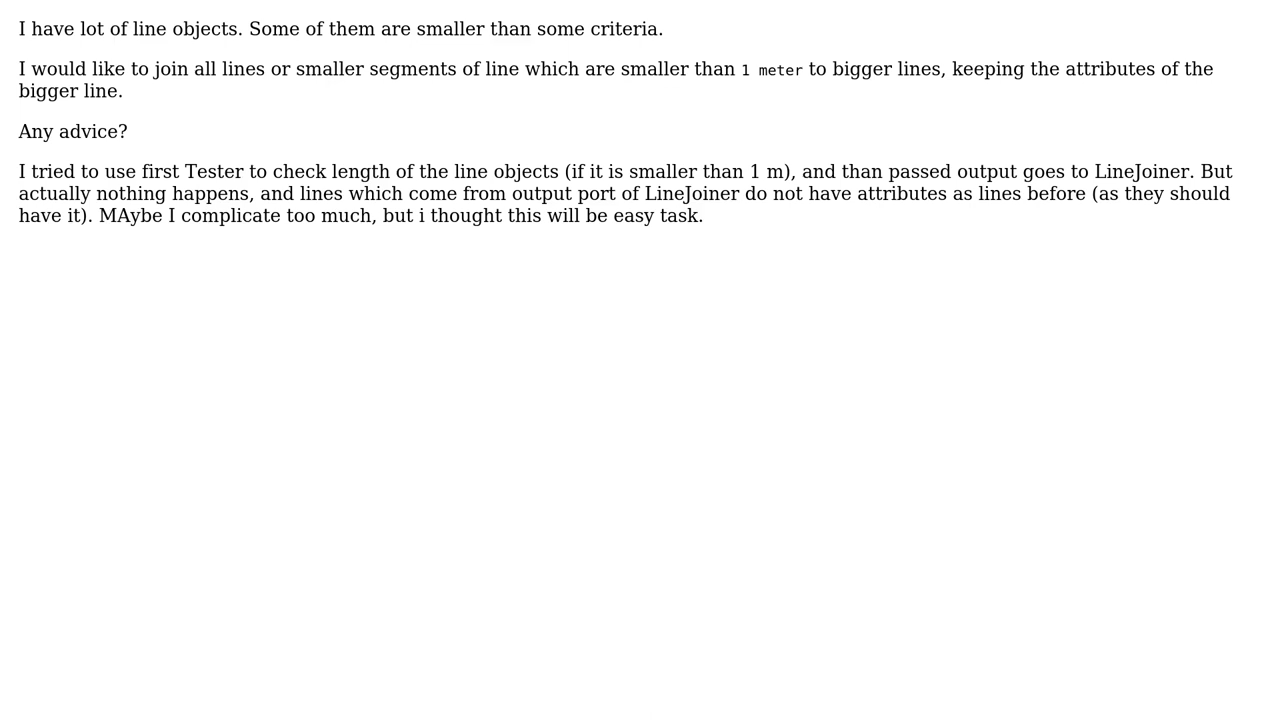 I have lot of line objects. Some of them are smaller than some criteria.
I would like to join all lines or smaller segments of line which are smaller than 1 meter to bigger lines, keeping the attributes of the
bigger line.
Any advice?
I tried to use first Tester to check length of the line objects (if it is smaller than 1 m), and than passed output goes to LineJoiner. But
actually nothing happens, and lines which come from output port of LineJoiner do not have attributes as lines before (as they should
have it). MAybe I complicate too much, but i thought this will be easy task.